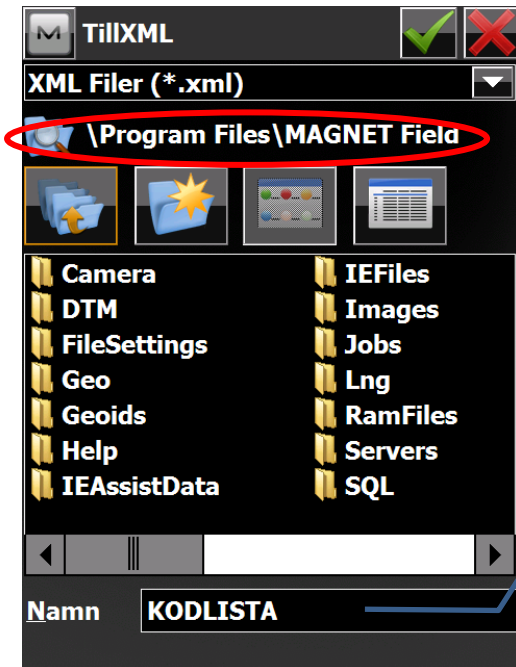 TillXML
XML Filer (*.xml)
\Program Files\MAGNET Field
Camera
DTM
FileSettings
Geo
Geoids
Help
IEAssistData
IEFiles
Images
Jobs
Lng
RamFiles
Servers
SQL
Namn KODLISTA